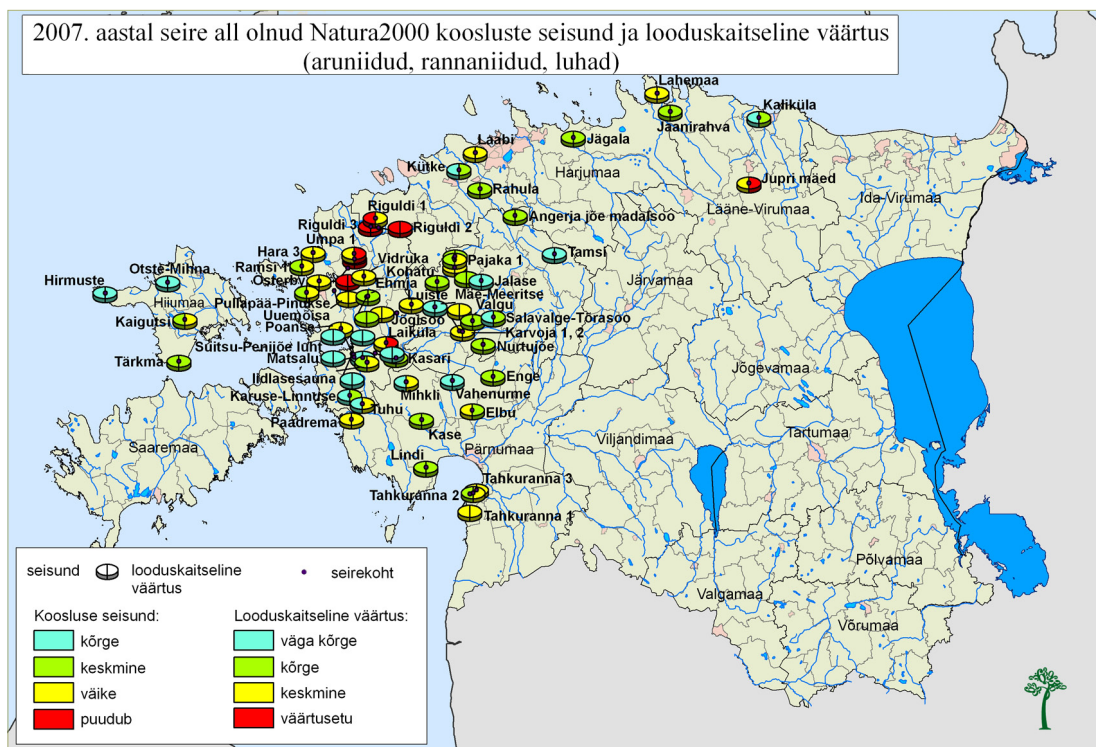 2007. aastal seire all olnud Natura2000 koosluste seisund ja looduskaitseline väärtus
(aruniidud, rannaniidud, luhad)
Lahemaa
Kaliküla
Jaanirahva
Jägala
Laabi
Harjumaa
Kütke
Jupri mäed
Ida-Virumaa
Rahula
Lääne-Virumaa
Riguldi 1
Angerja jõe madalsoo
Riguldi 3
Riguldi 2
Umpa 1
Hara 3
Vidruka
Pajaka 1
Tamsi
Ramsi 1
Kohatu
Otste-Mihna
Hirmuste
Österby
Ehmja
Jalase
Järvamaa
Luiste
Mäe-Meeritse
Hiiumaa
Pullapää-Pinukse
Valgu
Kaigutsi
Uuemõisa
Jõgisoo
Salavalge-Tõrasoo
Poanse
Laiküla
Karvoja 1, 2
Suitsu-Penijõe luht
Nurtujõe
Matsalu
Kasari
Tärkma
Jõgevamaa
Iidlasesauna
Enge
Karuse-Linnuse
Mihkli
Vahenurme
Tuhu
Elbu
Paadrema
Kase
Pärnumaa
Viljandimaa
Tartumaa
Saaremaa
Lindi
Tahkuranna 3
Tahkuranna 2
Tahkuranna 1
Põlvamaa
Valgamaa
Võrumaa
seisund
looduskaitseline
väärtus
seirekoht
Koosluse seisund:
Looduskaitseline väärtus:
kõrge
väga kõrge
keskmine
kõrge
väike
keskmine
puudub
väärtusetu